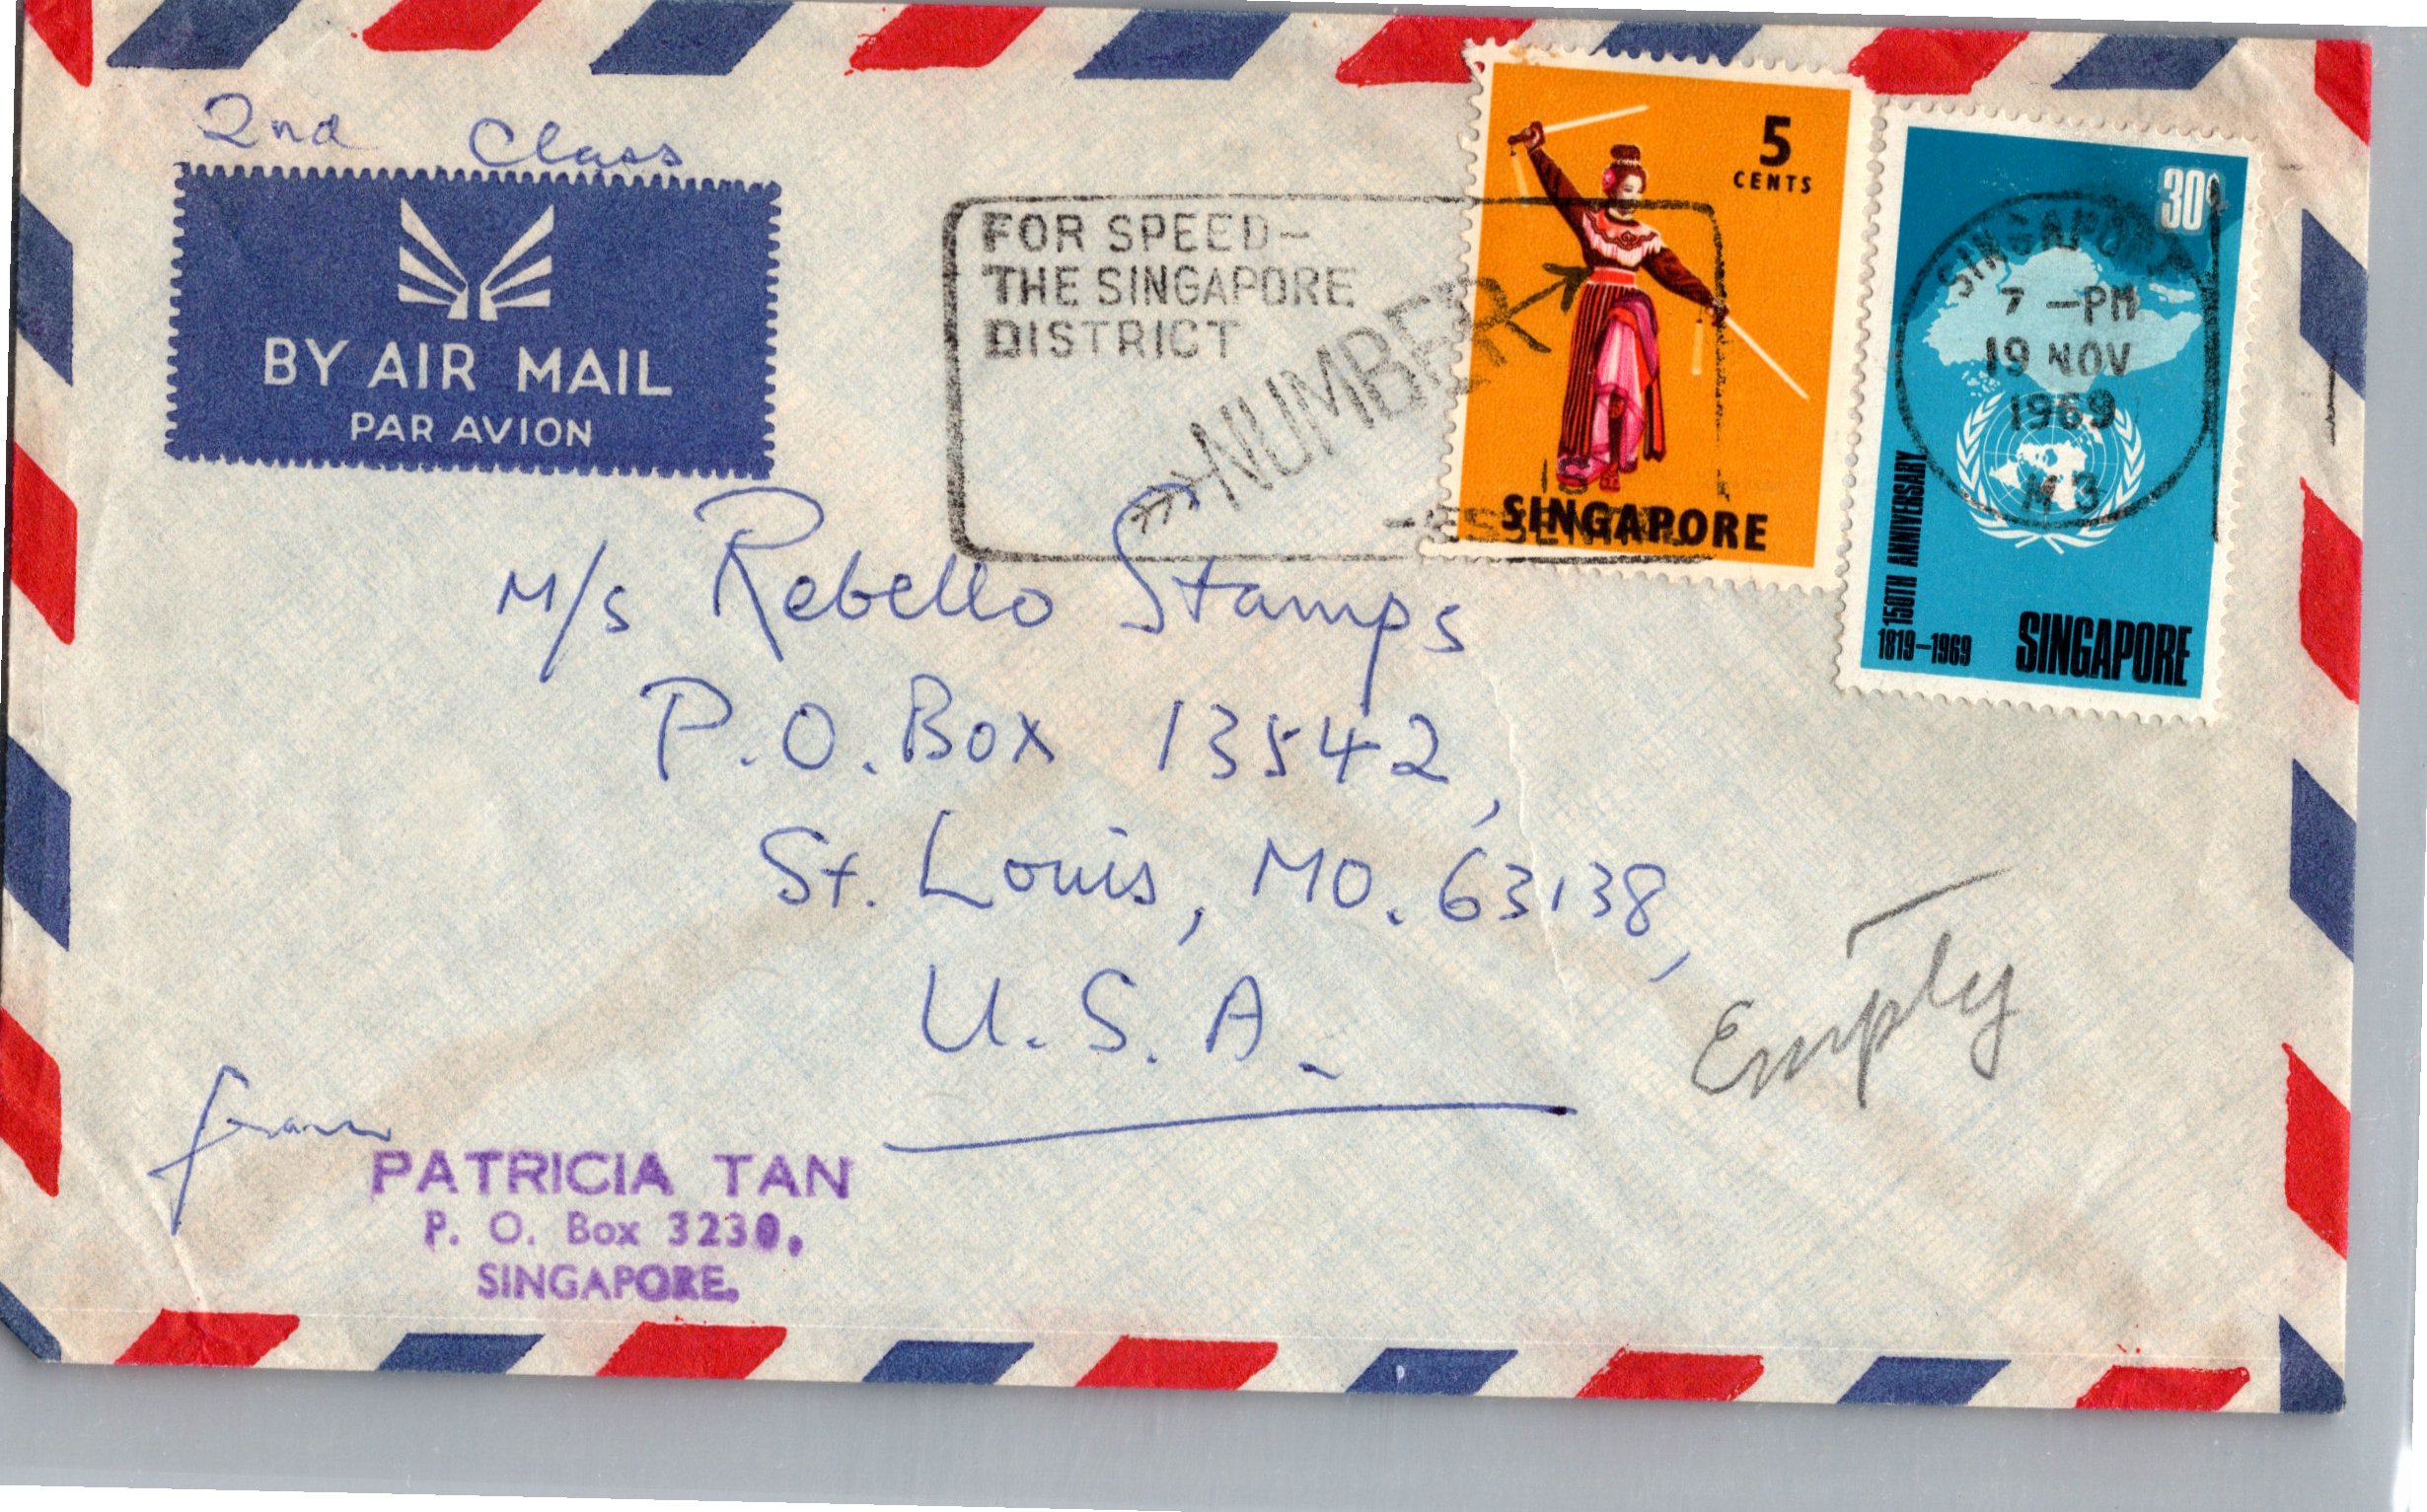 2nd Class
BY AIR MAIL
PAR AVION
FOR SPEED–
THE SINGAPORE
DISTRICT
NUMBER
IS
5
CENTS
SINGAPORE
30c
150TH ANNIVERSARY
1819–1969
SINGAPORE
SINGAPORE
7 –PM
19 NOV
1969
M/s Rebello Stamps
P.O. Box 13542,
St. Louis, MO. 63138,
U.S.A.
Empty
from
PATRICIA TAN
P. O. Box 3230,
SINGAPORE.